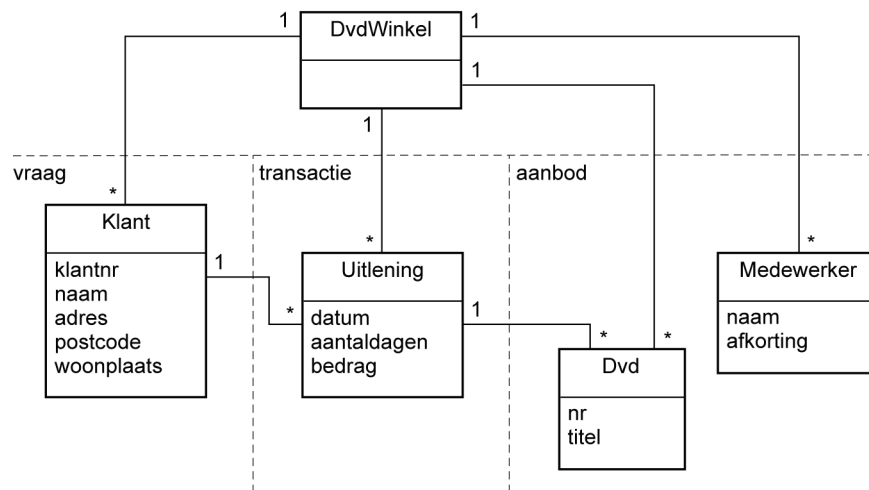 1
DvdWinkel
1
1
1
vraag
transactie
aanbod
*
Klant
klantnr
naam
adres
postcode
woonplaats
1
*
*
Uitlening
datum
aantaldagen
bedrag
1
*
*
Dvd
nr
titel
*
Medewerker
naam
afkorting